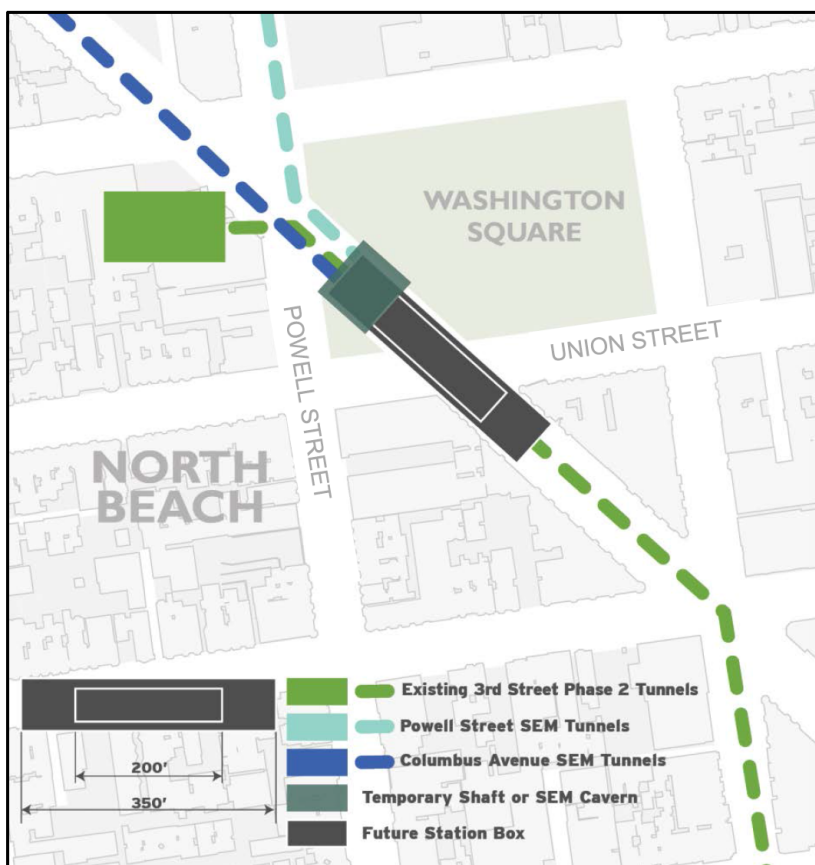 WASHINGTON
SQUARE
UNION STREET
POWELL STREET
NORTH
BEACH
200'
350'
Existing 3rd Street Phase 2 Tunnels
Powell Street SEM Tunnels
Columbus Avenue SEM Tunnels
Temporary Shaft or SEM Cavern
Future Station Box